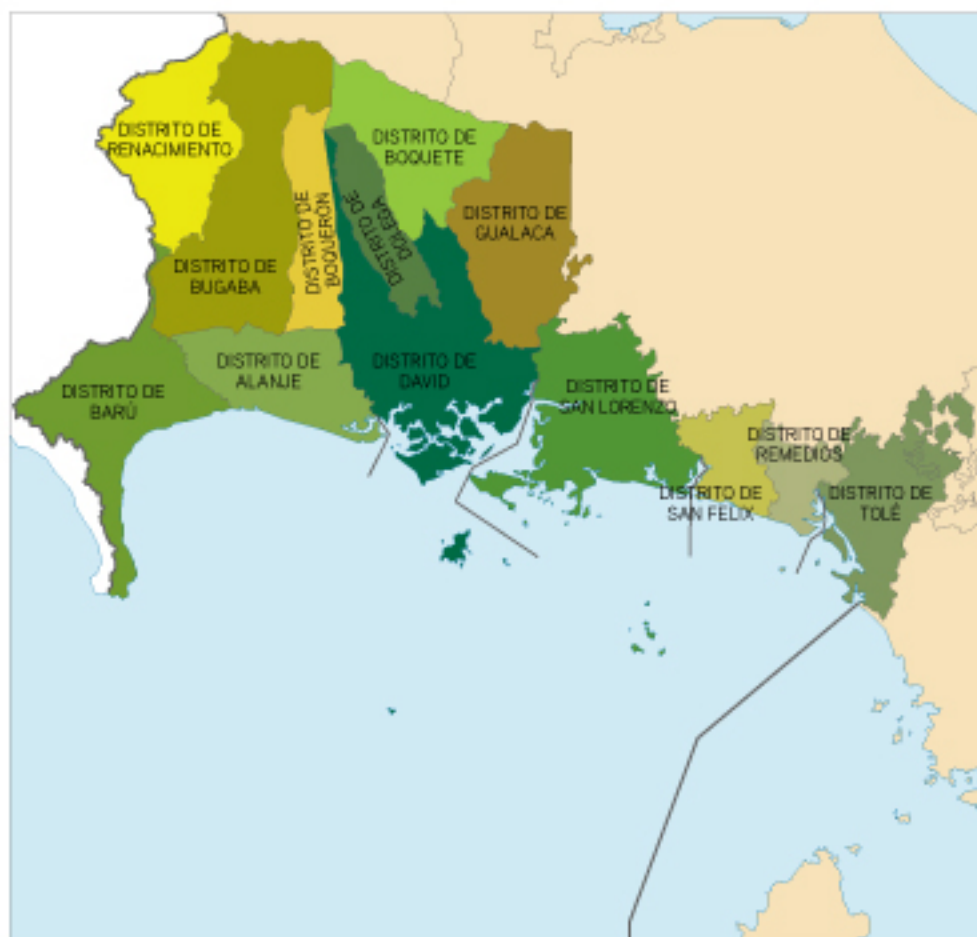 DISTRITO DE
RENACIMIENTO
DISTRITO DE
BOQUETE
DISTRITO DE
BUGABA
DISTRITO DE
BOQUERÓN
DISTRITO DE
DOLEGA
DISTRITO DE
GUALACA
DISTRITO DE
BARÚ
DISTRITO DE
ALANJE
DISTRITO DE
DAVID
DISTRITO DE
SAN LORENZO
DISTRITO DE
REMEDIOS
DISTRITO DE
SAN FELIX
DISTRITO DE
TOLÉ